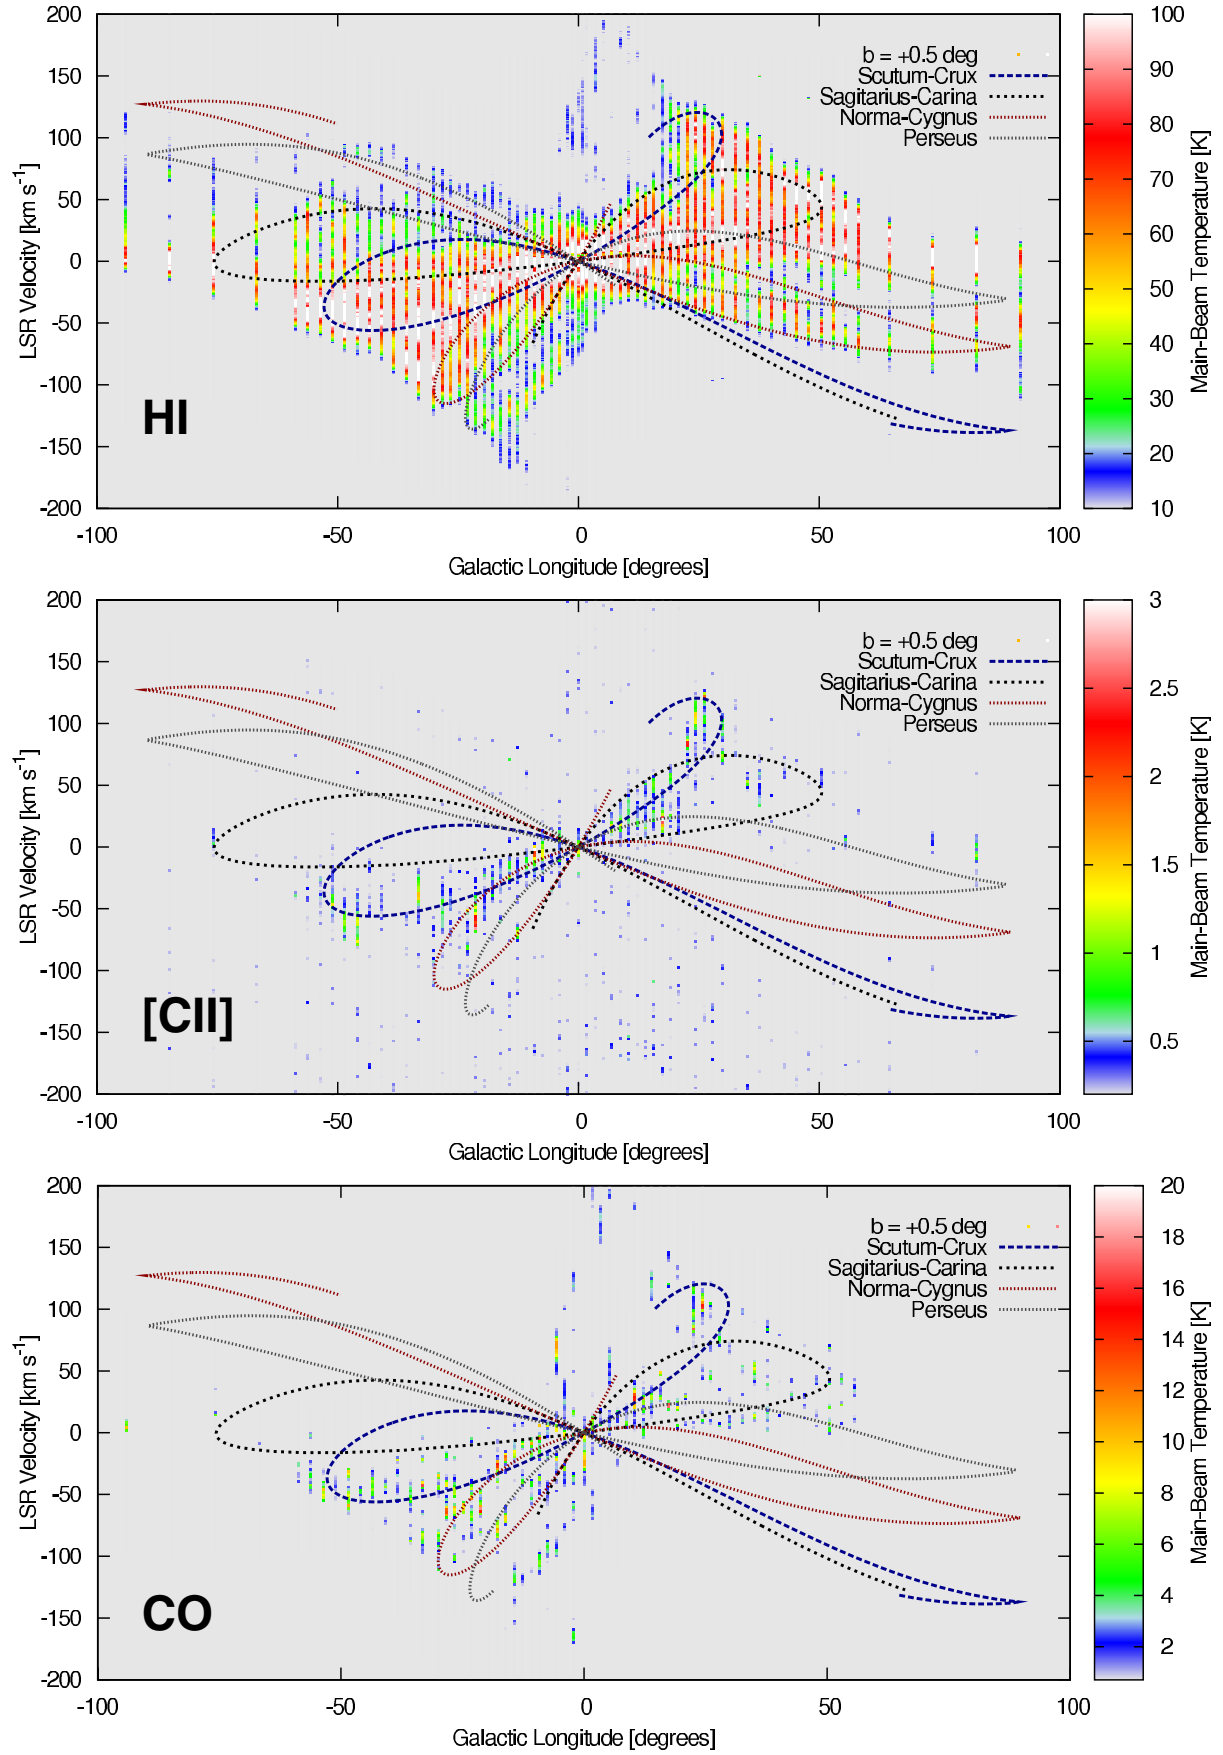 200
150
100
50
0
-50
-100
-150
-200
LSR Velocity [km s⁻¹]
b = +0.5 deg
Scutum-Crux
Sagitarius-Carina
Norma-Cygnus
Perseus
HI
-100 -50 0 50 100
Galactic Longitude [degrees]
100
90
80
70
60
50
40
30
20
10
Main-Beam Temperature [K]
200
150
100
50
0
-50
-100
-150
-200
LSR Velocity [km s⁻¹]
b = +0.5 deg
Scutum-Crux
Sagitarius-Carina
Norma-Cygnus
Perseus
[CII]
-100 -50 0 50 100
Galactic Longitude [degrees]
3
2.5
2
1.5
1
0.5
Main-Beam Temperature [K]
200
150
100
50
0
-50
-100
-150
-200
LSR Velocity [km s⁻¹]
b = +0.5 deg
Scutum-Crux
Sagitarius-Carina
Norma-Cygnus
Perseus
CO
-100 -50 0 50 100
Galactic Longitude [degrees]
20
18
16
14
12
10
8
6
4
2
Main-Beam Temperature [K]